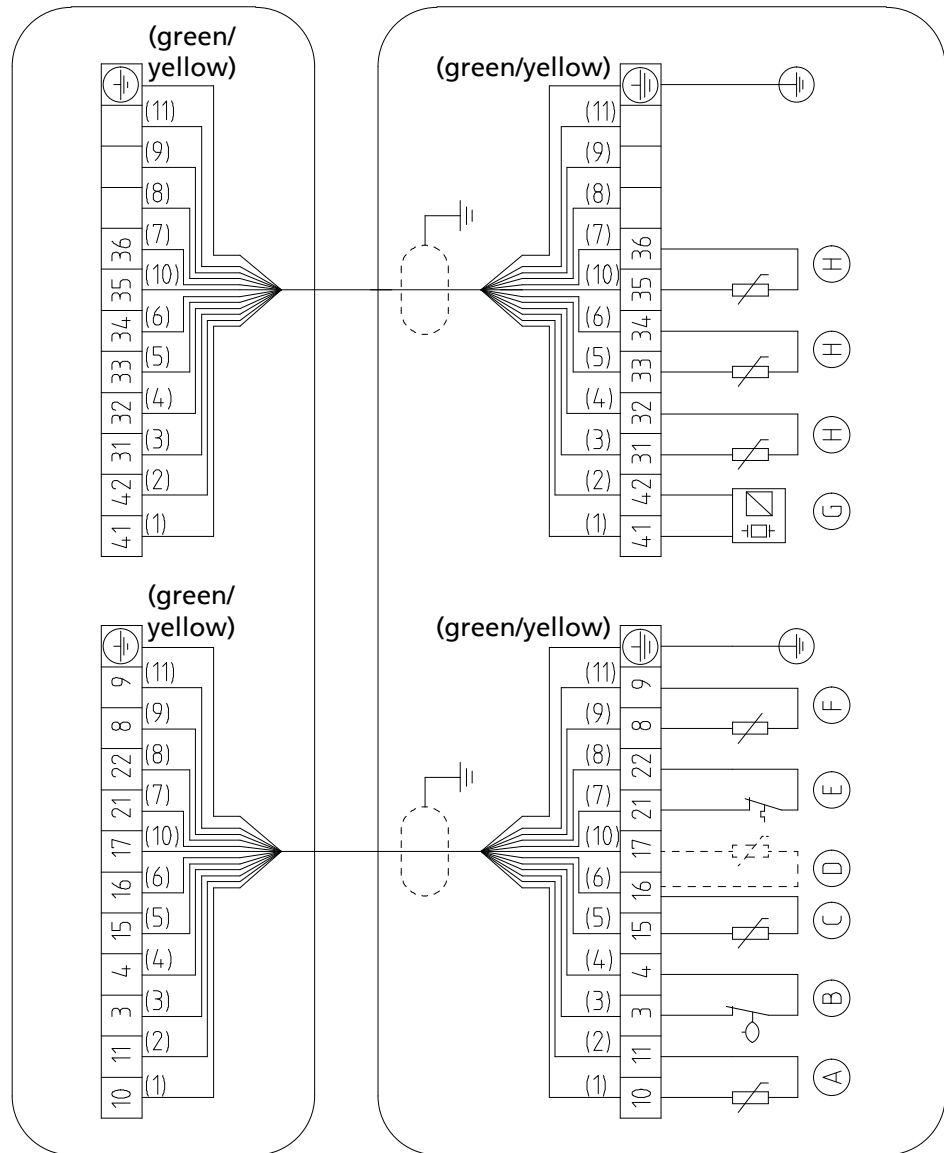 (green/
yellow)
(green/yellow)
(11)
(9)
(8)
36 (7)
35 (10)
34 (6)
33 (5)
32 (4)
31 (3)
42 (2)
41 (1)
(11)
(9)
(8)
(7) 36 H
(10) 35
(6) 34 H
(5) 33
(4) 32 H
(3) 31
(2) 42 G
(1) 41
(green/
yellow)
(green/yellow)
9 (11)
8 (9)
22 (8)
21 (7)
17 (10)
16 (6)
15 (5)
4 (4)
3 (3)
11 (2)
10 (1)
(11) 9 F
(9) 8
(8) 22 E
(7) 21
(10) 17 D
(6) 16
(5) 15 C
(4) 4 B
(3) 3
(2) 11 A
(1) 10